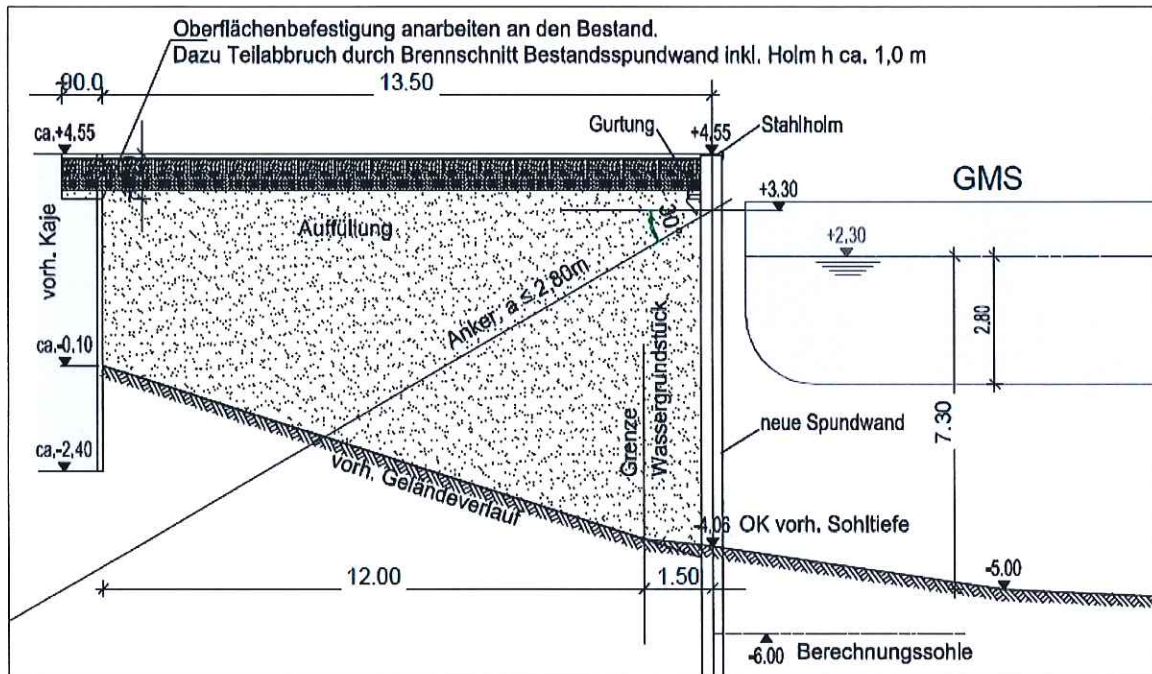 Oberflächenbefestigung anarbeiten an den Bestand.
Dazu Teilabbruch durch Brennschnitt Bestandsspundwand inkl. Holm h ca. 1,0 m
13.50
ca.+4.55
Gurtung
+4,55
Stahlholm
GMS
+3.30
30°
+2,30
Auffüllung
vorh. Kaje
Anker, a ≤ 2,80m
2,80
7.30
ca.-0.10
Grenze
Wassergrundstück
neue Spundwand
ca,-2,40
vorh. Geländeverlauf
-4,06 OK vorh. Sohltiefe
12.00
1.50
-5.00
-6.00 Berechnungssohle